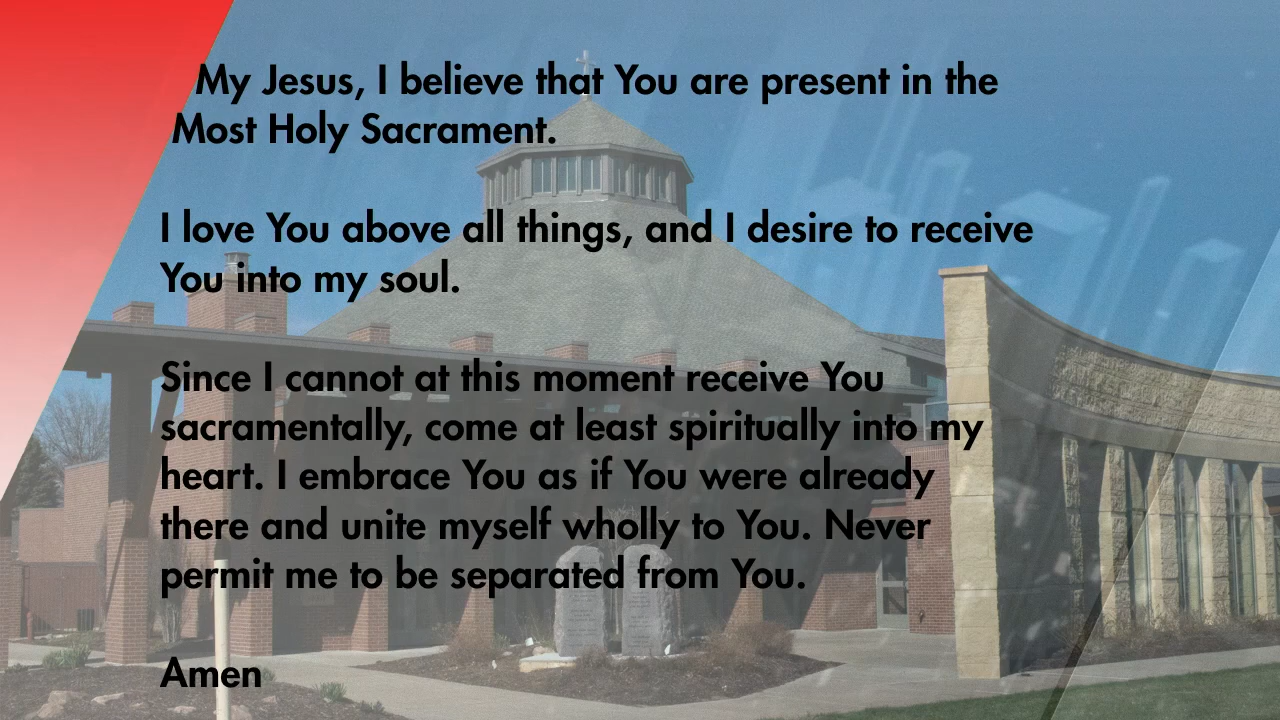 My Jesus, I believe that You are present in the
Most Holy Sacrament.
I love You above all things, and I desire to receive
You into my soul.
Since I cannot at this moment receive You
sacramentally, come at least spiritually into my
heart. I embrace You as if You were already
there and unite myself wholly to You. Never
permit me to be separated from You.
Amen